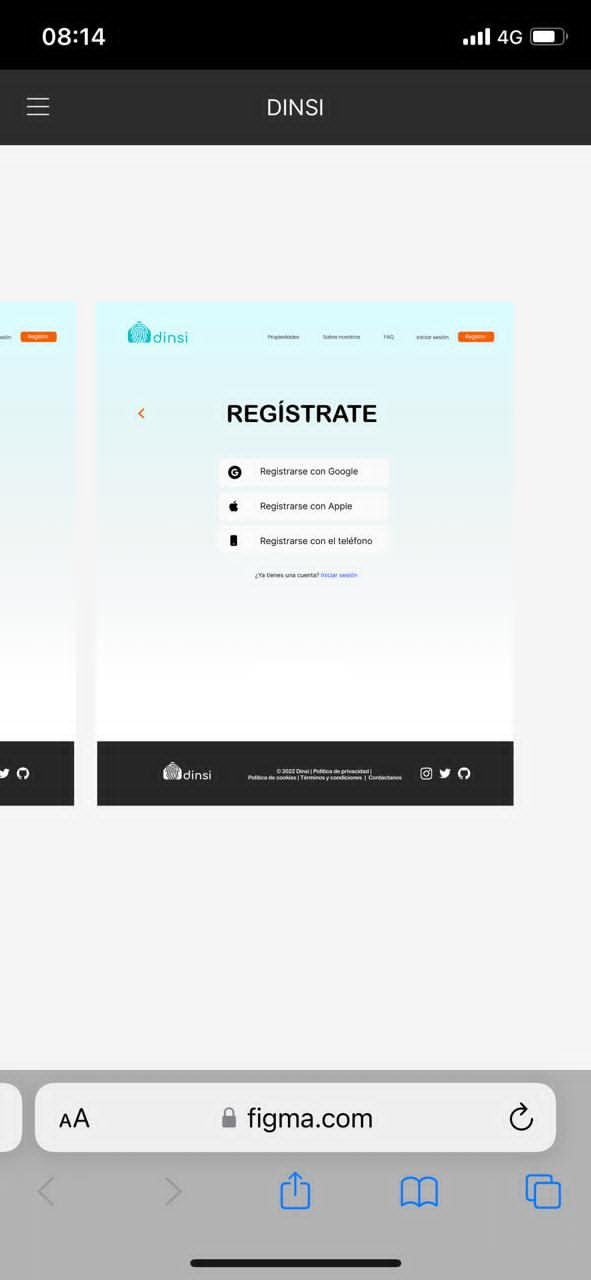 08:14
4G
DINSI
sión Registro
dinsi Propiedades Sobre nosotros FAQ Iniciar sesión Registro
REGÍSTRATE
Registrarse con Google
Registrarse con Apple
Registrarse con el teléfono
¿Ya tienes una cuenta? Iniciar sesión
dinsi
© 2022 Dinsi | Política de privacidad |
Política de cookies | Términos y condiciones | Contactanos
AA figma.com